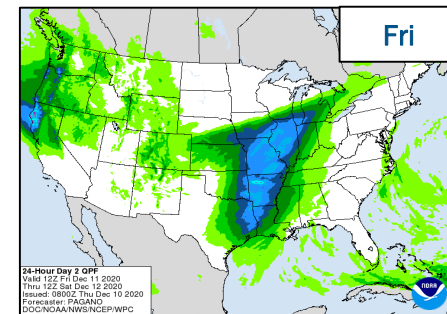 Fri
24-Hour Day 2 QPF
Valid 12Z Fri Dec 11 2020
Thru 12Z Sat Dec 12 2020
Issued: 0800Z Thu Dec 10 2020
Forecaster: PAGANO
DOC/NOAA/NWS/NCEP/WPC
NOAA